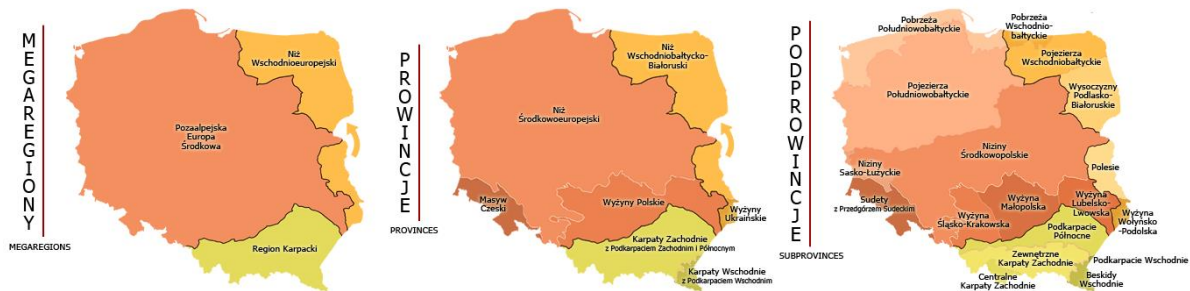 MEGAREGIONY
MEGAREGIONS
Niż
Wschodnioeuropejski
Pozaalpejska
Europa
Środkowa
Region Karpacki
PROWINCJE
PROVINCES
Niż
Wschodniobałtycko-
Białoruski
Niż
Środkowoeuropejski
Masyw
Czeski
Wyżyny Polskie
Wyżyny
Ukraińskie
Karpaty Zachodnie
z Podkarpaciem Zachodnim i Północnym
Karpaty Wschodnie
z Podkarpaciem Wschodnim
PODPROWINCJE
SUBPROVINCES
Pobrzeża
Południowobałtyckie
Pobrzeża
Wschodnio-
bałtyckie
Pojezierza
Wschodniobałtyckie
Pojezierza
Południowobałtyckie
Wysoczyzny
Podlasko-
Białoruskie
Niziny
Środkowopolskie
Polesie
Niziny
Sasko-Łużyckie
Sudety
z Przedgórzem Sudeckim
Wyżyna
Śląsko-Krakowska
Wyżyna
Małopolska
Wyżyna
Lubelsko-
Lwowska
Wyżyna
Wołyńsko
-Podolska
Podkarpacie
Północne
Zewnętrzne
Karpaty Zachodnie
Podkarpacie Wschodnie
Centralne
Karpaty Zachodnie
Beskidy
Wschodnie